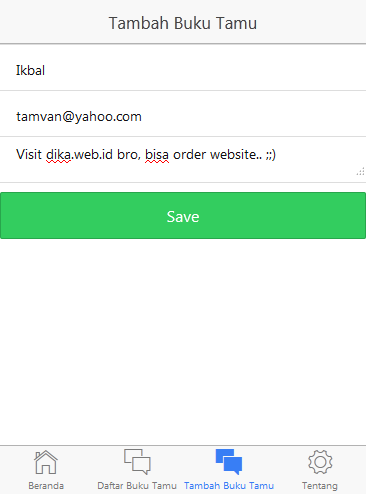 Tambah Buku Tamu
Ikbal
tamvan@yahoo.com
Visit dika.web.id bro, bisa order website.. ;;)
Save
Beranda
Daftar Buku Tamu
Tambah Buku Tamu
Tentang